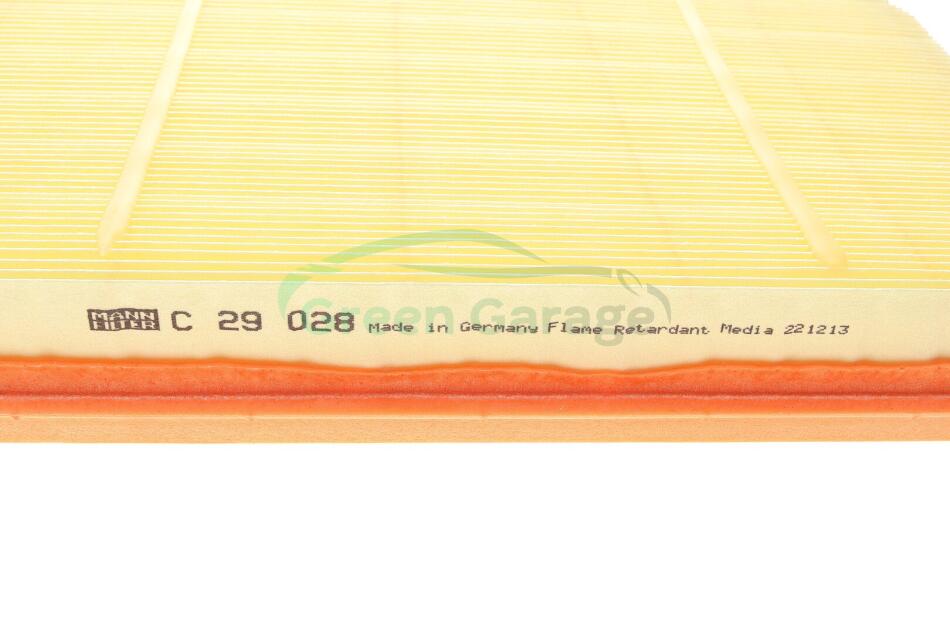 MANN FILTER C 29 028 Made in Germany Flame Retardant Media 221213
Green Garage